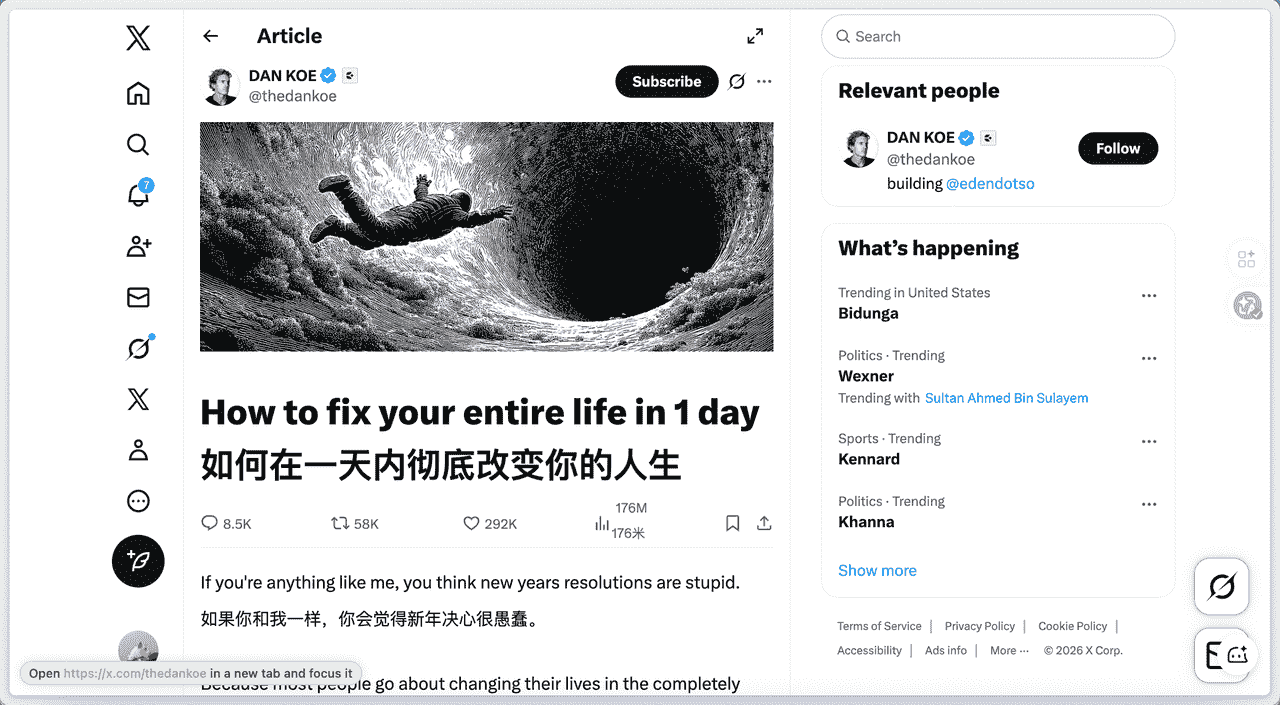 Article
DAN KOE
@thedankoe
Subscribe
How to fix your entire life in 1 day
如何在一天内彻底改变你的人生
8.5K
58K
292K
176M
176米
If you're anything like me, you think new years resolutions are stupid.
如果你和我一样，你会觉得新年决心很愚蠢。
Because most people go about changing their lives in the completely
7
Open https://x.com/thedankoe in a new tab and focus it
Search
Relevant people
DAN KOE
@thedankoe
Follow
building @edendotso
What's happening
Trending in United States
Bidunga
Politics · Trending
Wexner
Trending with Sultan Ahmed Bin Sulayem
Sports · Trending
Kennard
Politics · Trending
Khanna
Show more
Terms of Service | Privacy Policy | Cookie Policy |
Accessibility | Ads info | More ··· © 2026 X Corp.